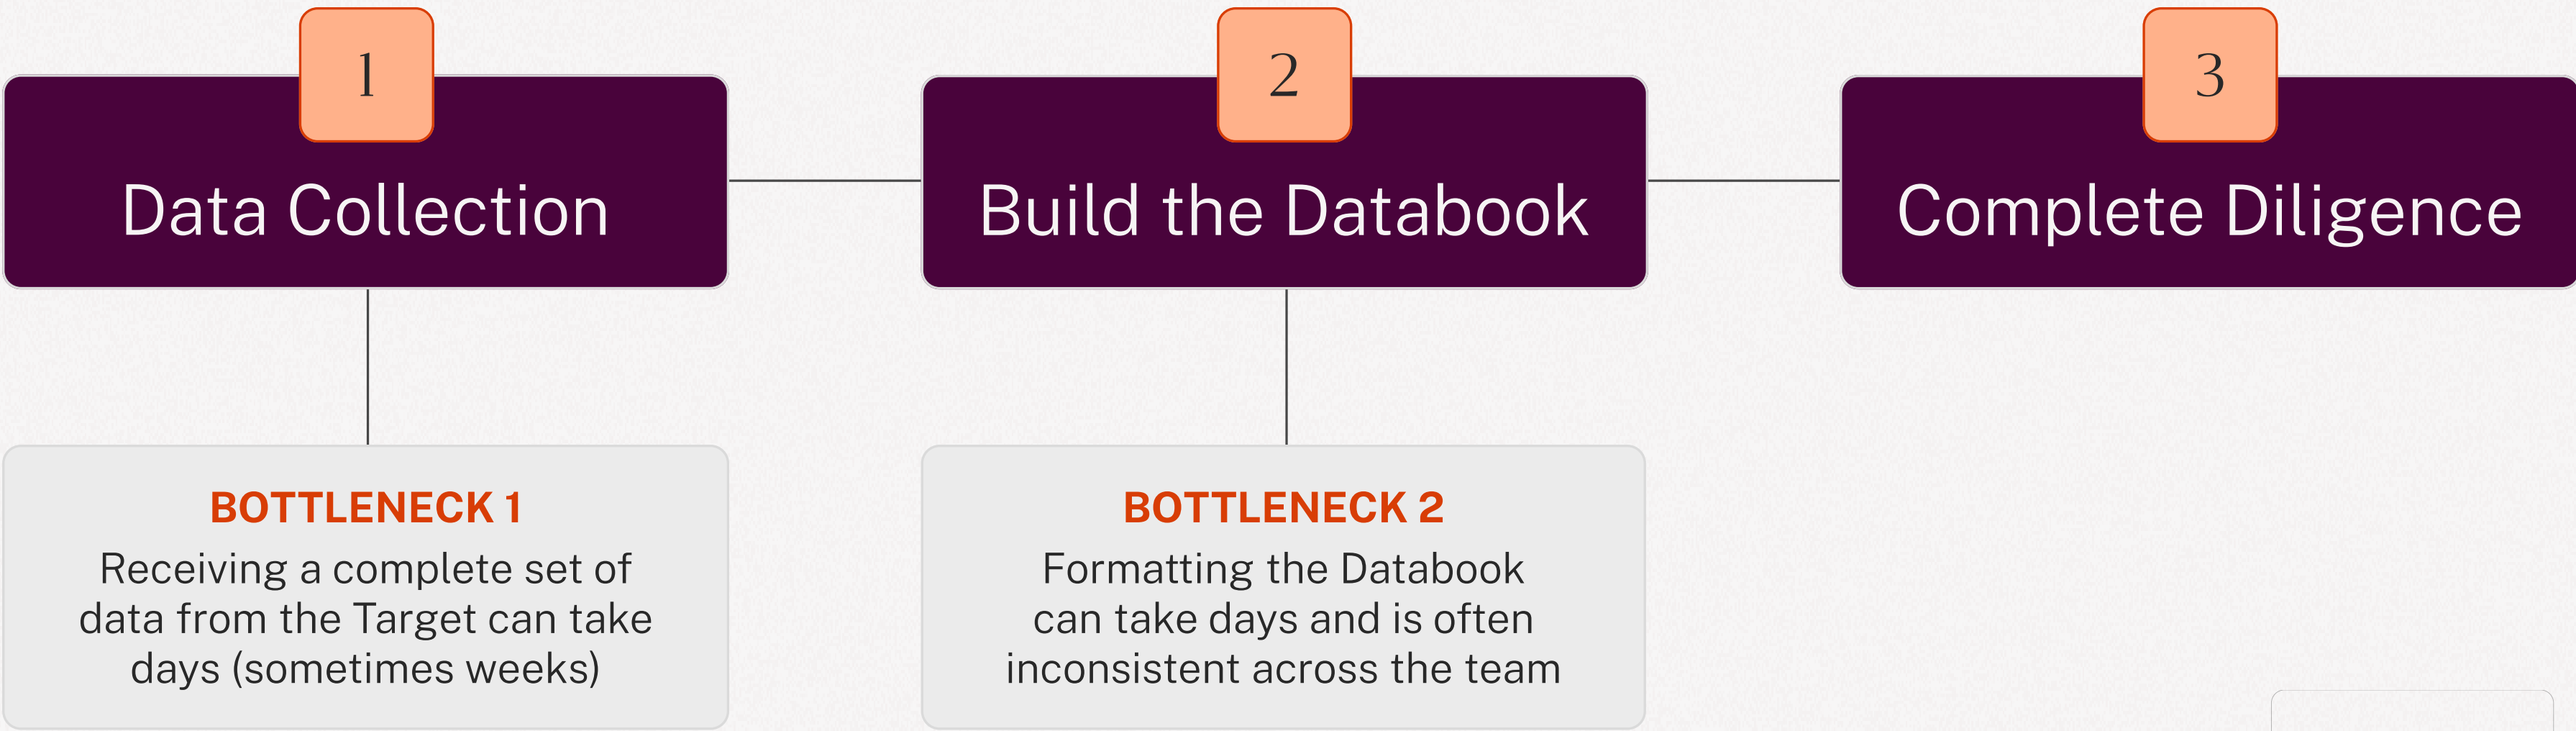 1
Data Collection
2
Build the Databook
3
Complete Diligence
BOTTLENECK 1
Receiving a complete set of
data from the Target can take
days (sometimes weeks)
BOTTLENECK 2
Formatting the Databook
can take days and is often
inconsistent across the team